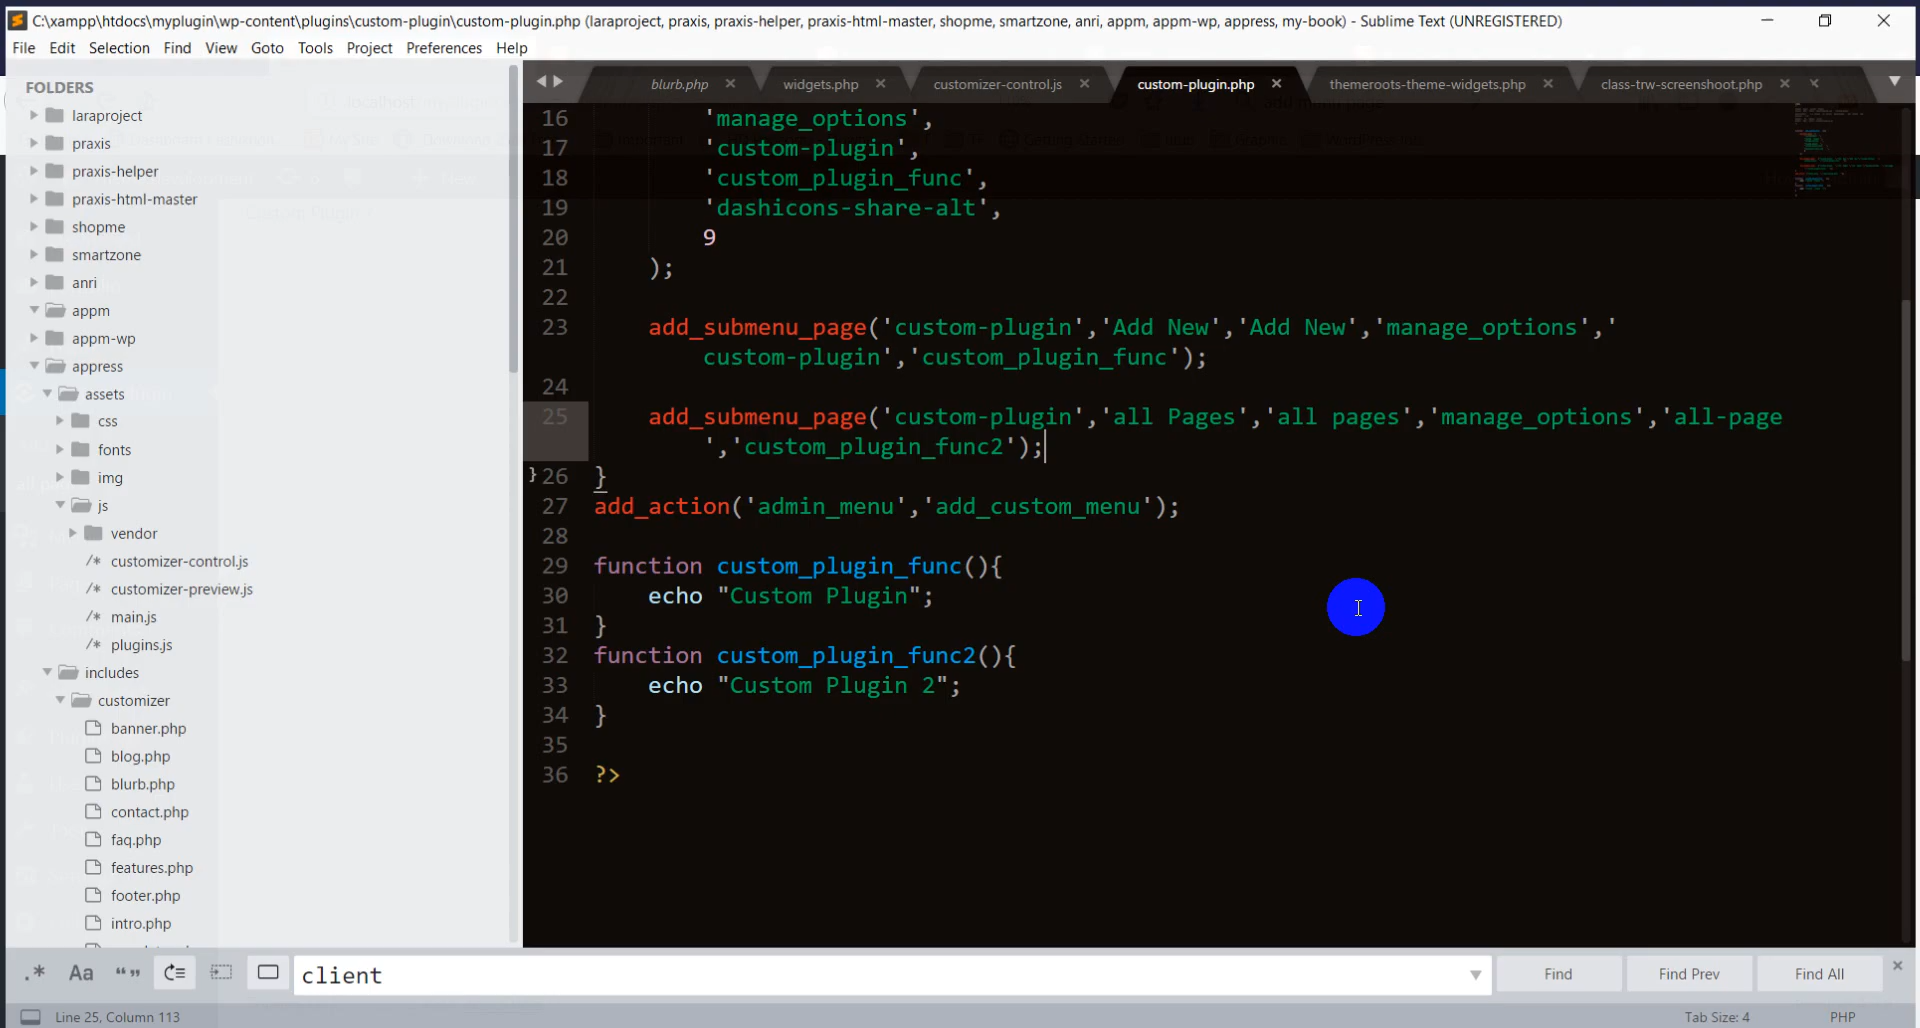 C:\xampp\htdocs\myplugin\wp-content\plugins\custom-plugin\custom-plugin.php (laraproject, praxis, praxis-helper, praxis-html-master, shopme, smartzone, anri, appm, appm-wp, appress, my-book) - Sublime Text (UNREGISTERED)
File Edit Selection Find View Goto Tools Project Preferences Help
blurb.php widgets.php customizer-control.js custom-plugin.php themeroots-theme-widgets.php class-trw-screenshoot.php
FOLDERS
laraproject
praxis
praxis-helper
praxis-html-master
shopme
smartzone
anri
appm
appm-wp
appress
assets
css
fonts
img
js
vendor
/* customizer-control.js
/* customizer-preview.js
/* main.js
/* plugins.js
includes
customizer
banner.php
blog.php
blurb.php
contact.php
faq.php
features.php
footer.php
intro.php
16 'manage_options',
17 'custom-plugin',
18 'custom_plugin_func',
19 'dashicons-share-alt',
20 9
21 );
22
23 add_submenu_page('custom-plugin','Add New','Add New','manage_options','
custom-plugin','custom_plugin_func');
24
25 add_submenu_page('custom-plugin','all Pages','all pages','manage_options','all-page
','custom_plugin_func2');
26 }
27 add_action('admin_menu','add_custom_menu');
28
29 function custom_plugin_func(){
30 echo "Custom Plugin";
31 }
32 function custom_plugin_func2(){
33 echo "Custom Plugin 2";
34 }
35
36 ?>
.* Aa “” client Find Find Prev Find All
Line 25, Column 113 Tab Size: 4 PHP